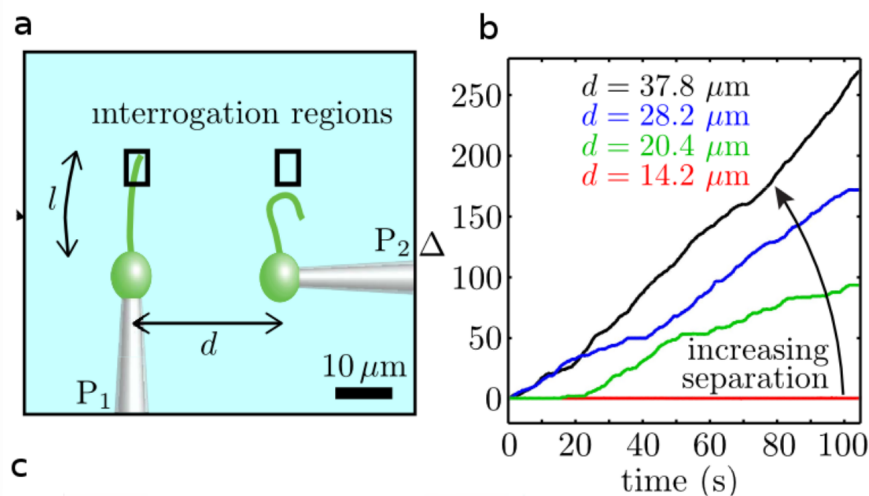 a
ınterrogation regions
l
P₂
d
10 μm
P₁
b
d = 37.8 μm
d = 28.2 μm
d = 20.4 μm
d = 14.2 μm
Δ
250
200
150
100
50
0
increasing
separation
0 20 40 60 80 100
time (s)
c